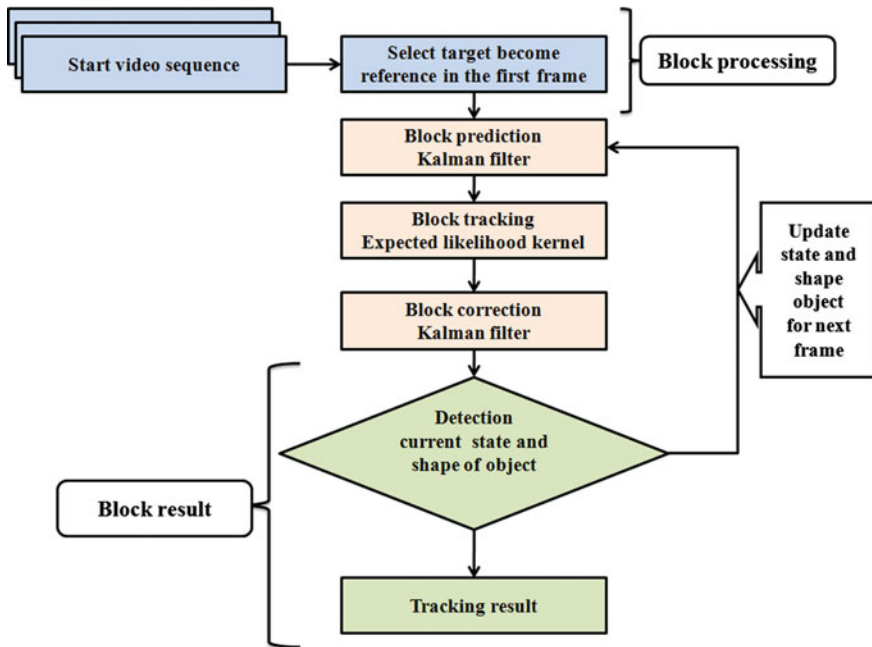 Start video sequence
Select target become
reference in the first frame
Block processing
Block prediction
Kalman filter
Block tracking
Expected likelihood kernel
Update
state and
shape
object
for next
frame
Block correction
Kalman filter
Detection
current state and
shape of object
Block result
Tracking result